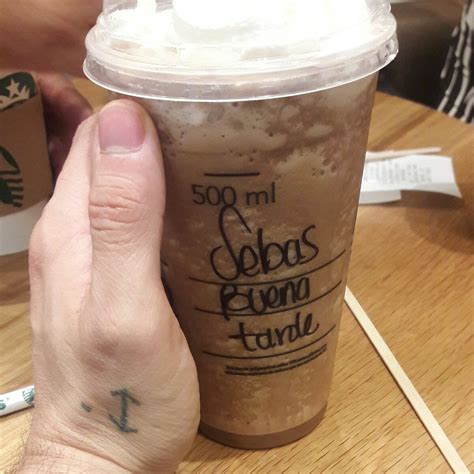 500 ml
Sebas
Buena
tarde